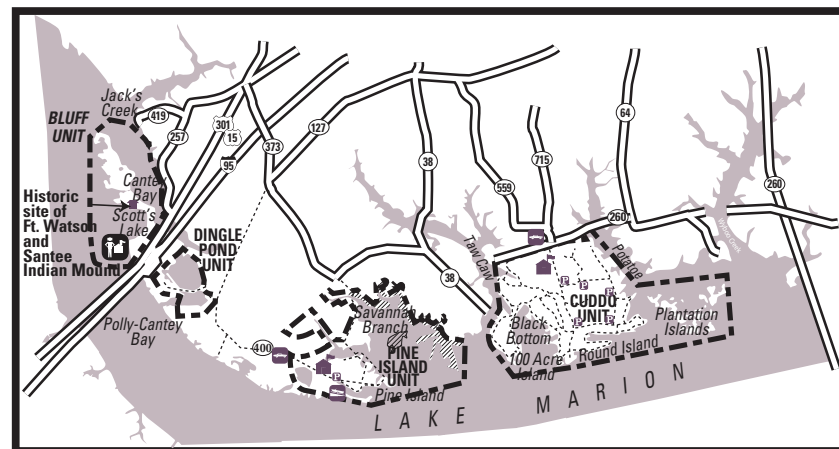 Jack's
Creek
BLUFF
UNIT
419
257
301
15
95
373
127
38
559
715
64
260
260
Cantey
Bay
Scott's
Lake
Historic
site of
Ft. Watson
and
Santee
Indian Mound
DINGLE
POND
UNIT
Polly-Cantey
Bay
400
38
Savannah
Branch
PINE
ISLAND
UNIT
Pine Island
P
Taw Caw
Potatoe
CUDDO
UNIT
P
P
P
P
P
Black
Bottom
100 Acre
Island
Round Island
Plantation
Islands
LAKE MARION